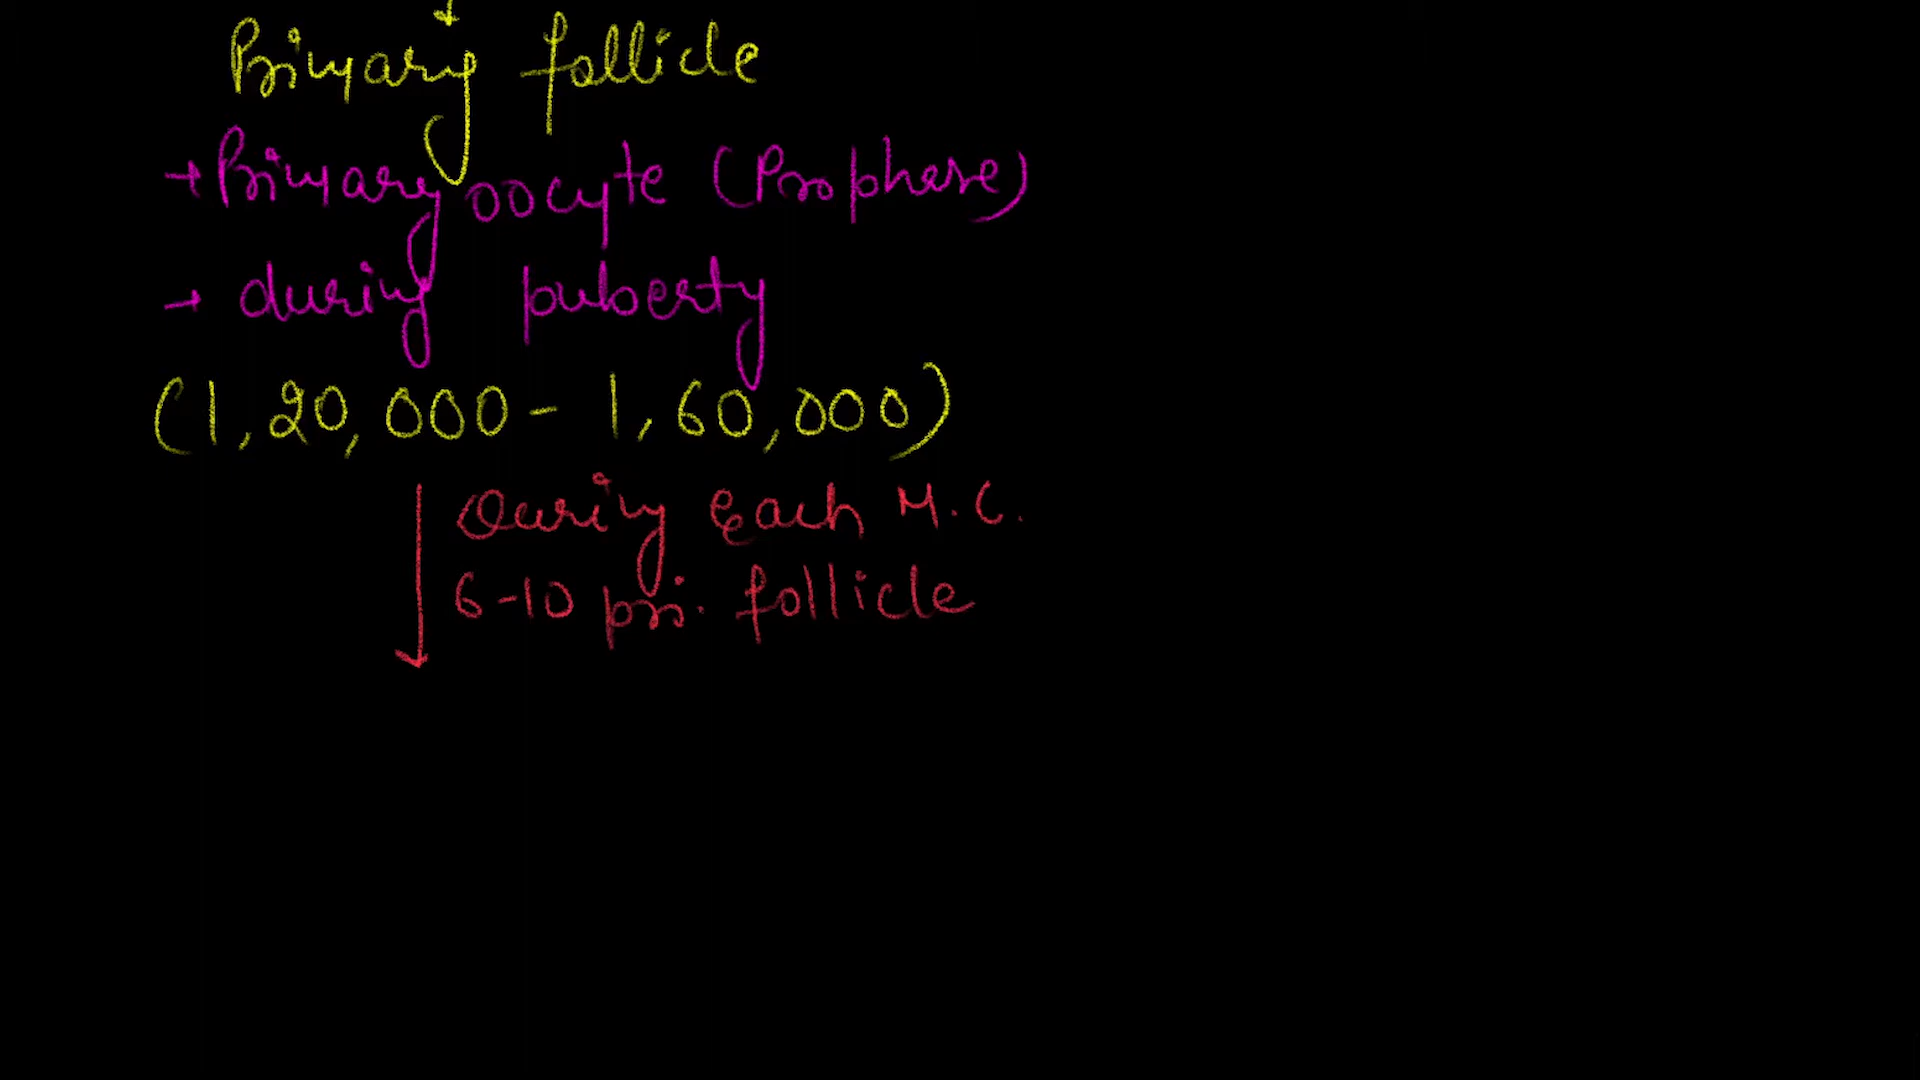 Primary follicle
→ Primary oocyte (Prophase)
→ during puberty
(1,20,000 - 1,60,000)
During Each M.C.
6-10 pri. follicle